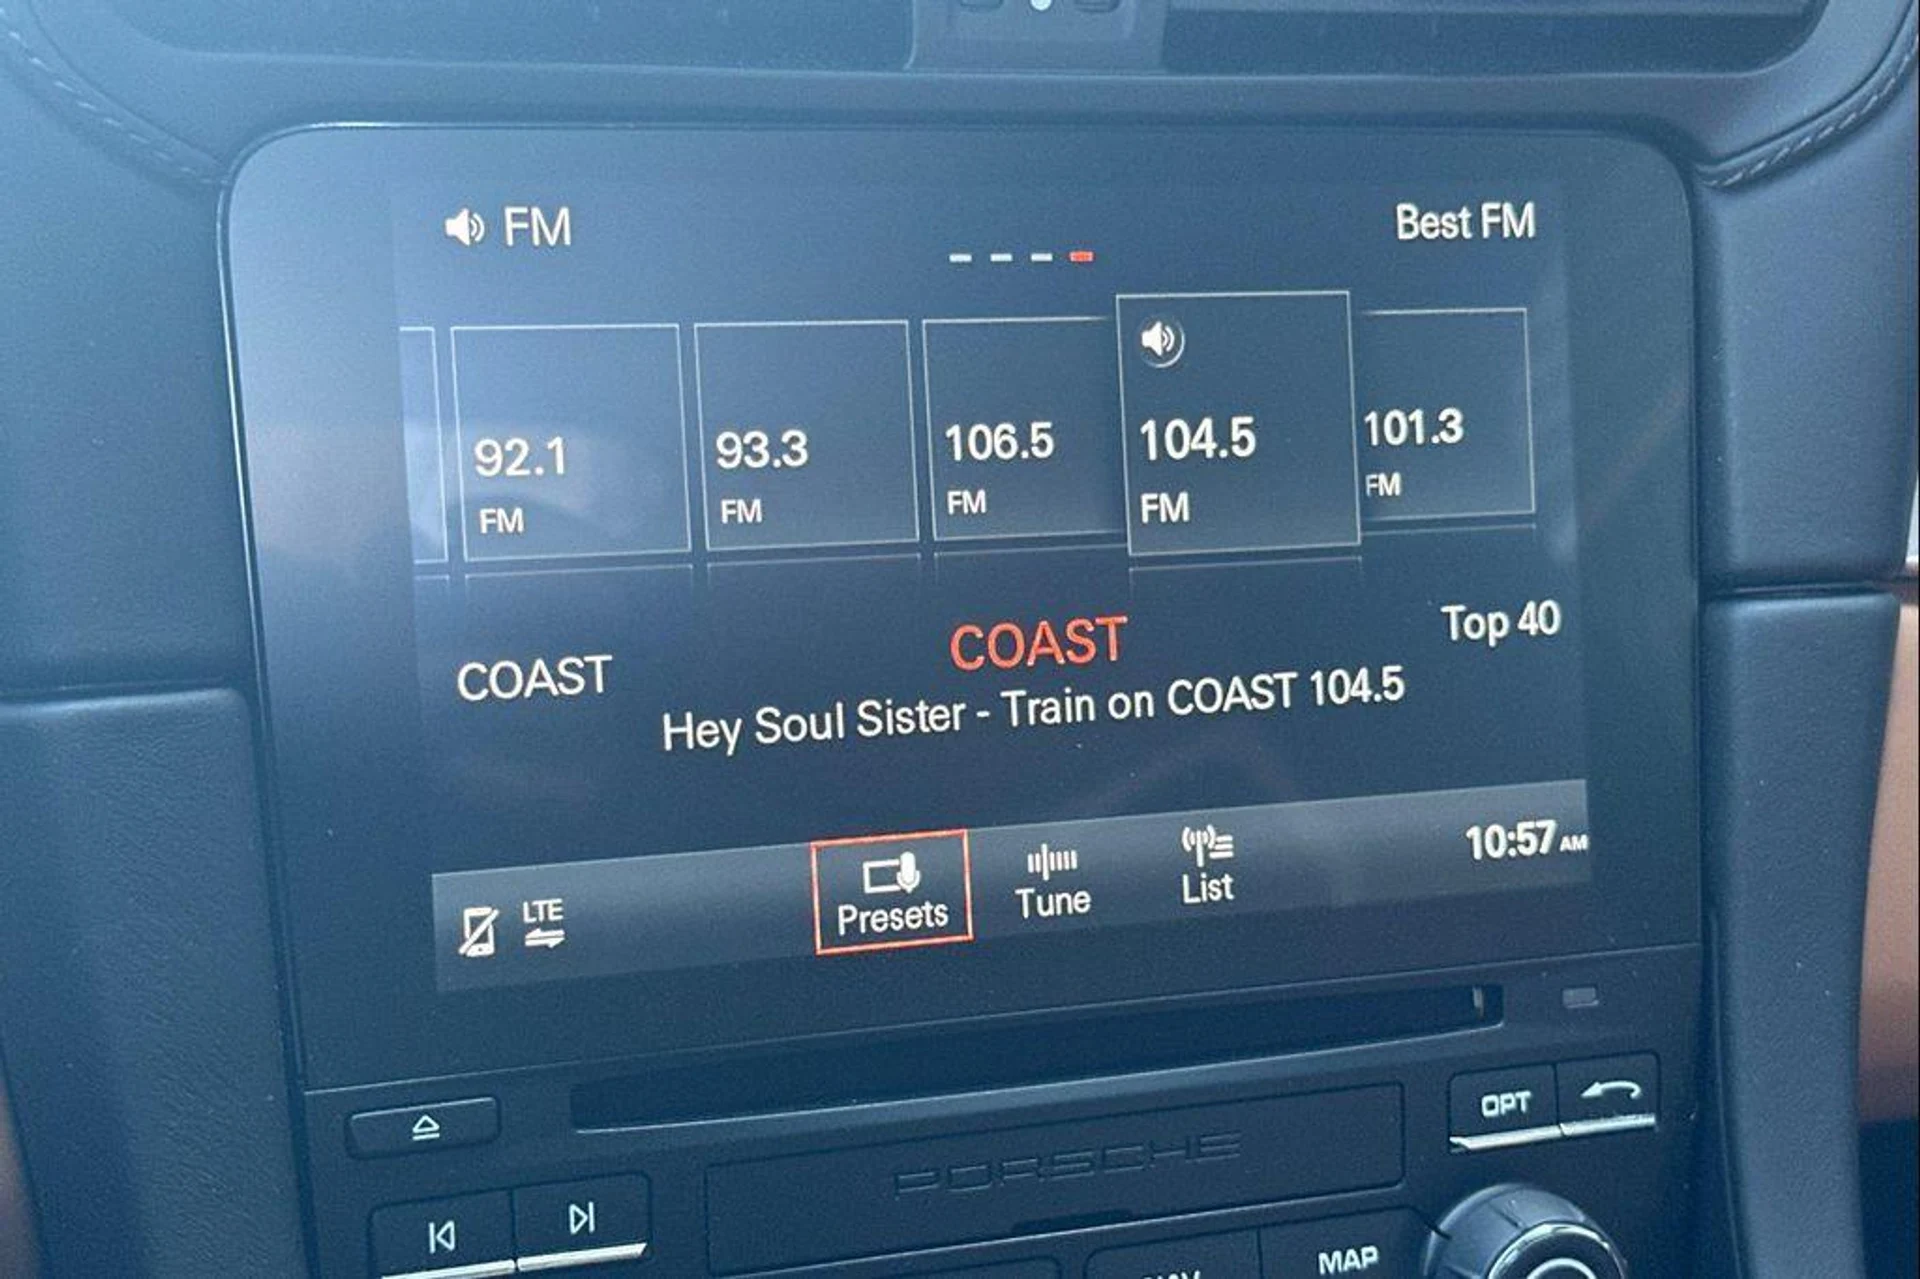 FM
Best FM
92.1
FM
93.3
FM
106.5
FM
104.5
FM
101.3
FM
COAST
COAST
Top 40
Hey Soul Sister - Train on COAST 104.5
LTE
Presets
Tune
List
10:57 AM
OPT
PORSCHE
NAV
MAP